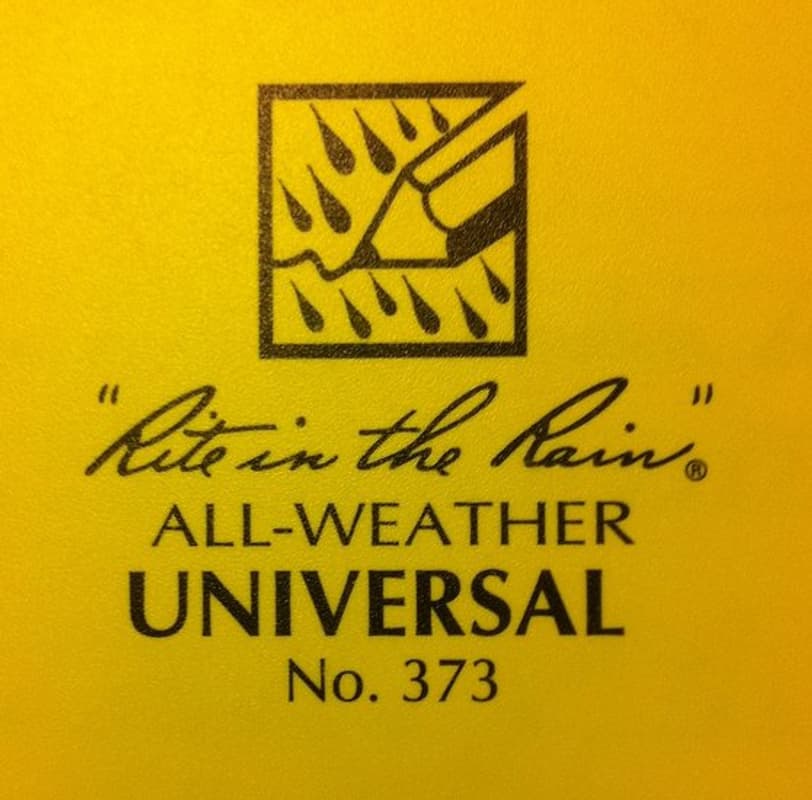 "Rite in the Rain"®
ALL-WEATHER
UNIVERSAL
No. 373